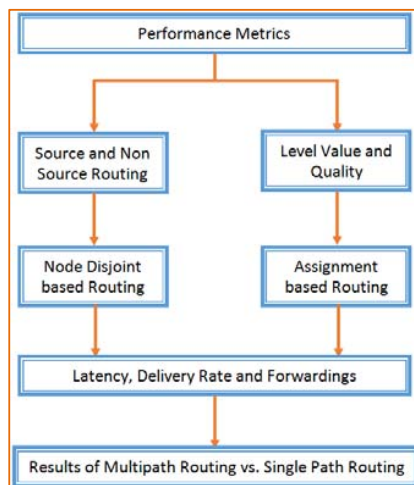 Performance Metrics
Source and Non
Source Routing
Level Value and
Quality
Node Disjoint
based Routing
Assignment
based Routing
Latency, Delivery Rate and Forwardings
Results of Multipath Routing vs. Single Path Routing